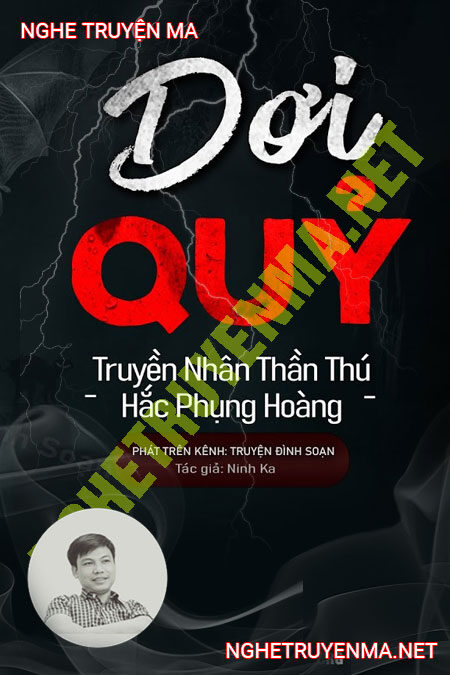 NGHE TRUYỆN MA
Dơi
QUỶ
Truyền Nhân Thần Thú
- Hắc Phụng Hoàng -
PHÁT TRÊN KÊNH: TRUYỆN ĐÌNH SOẠN
Tác giả: Ninh Ka
NGHETRUYENMA.NET
NGHETRUYENMA.NET